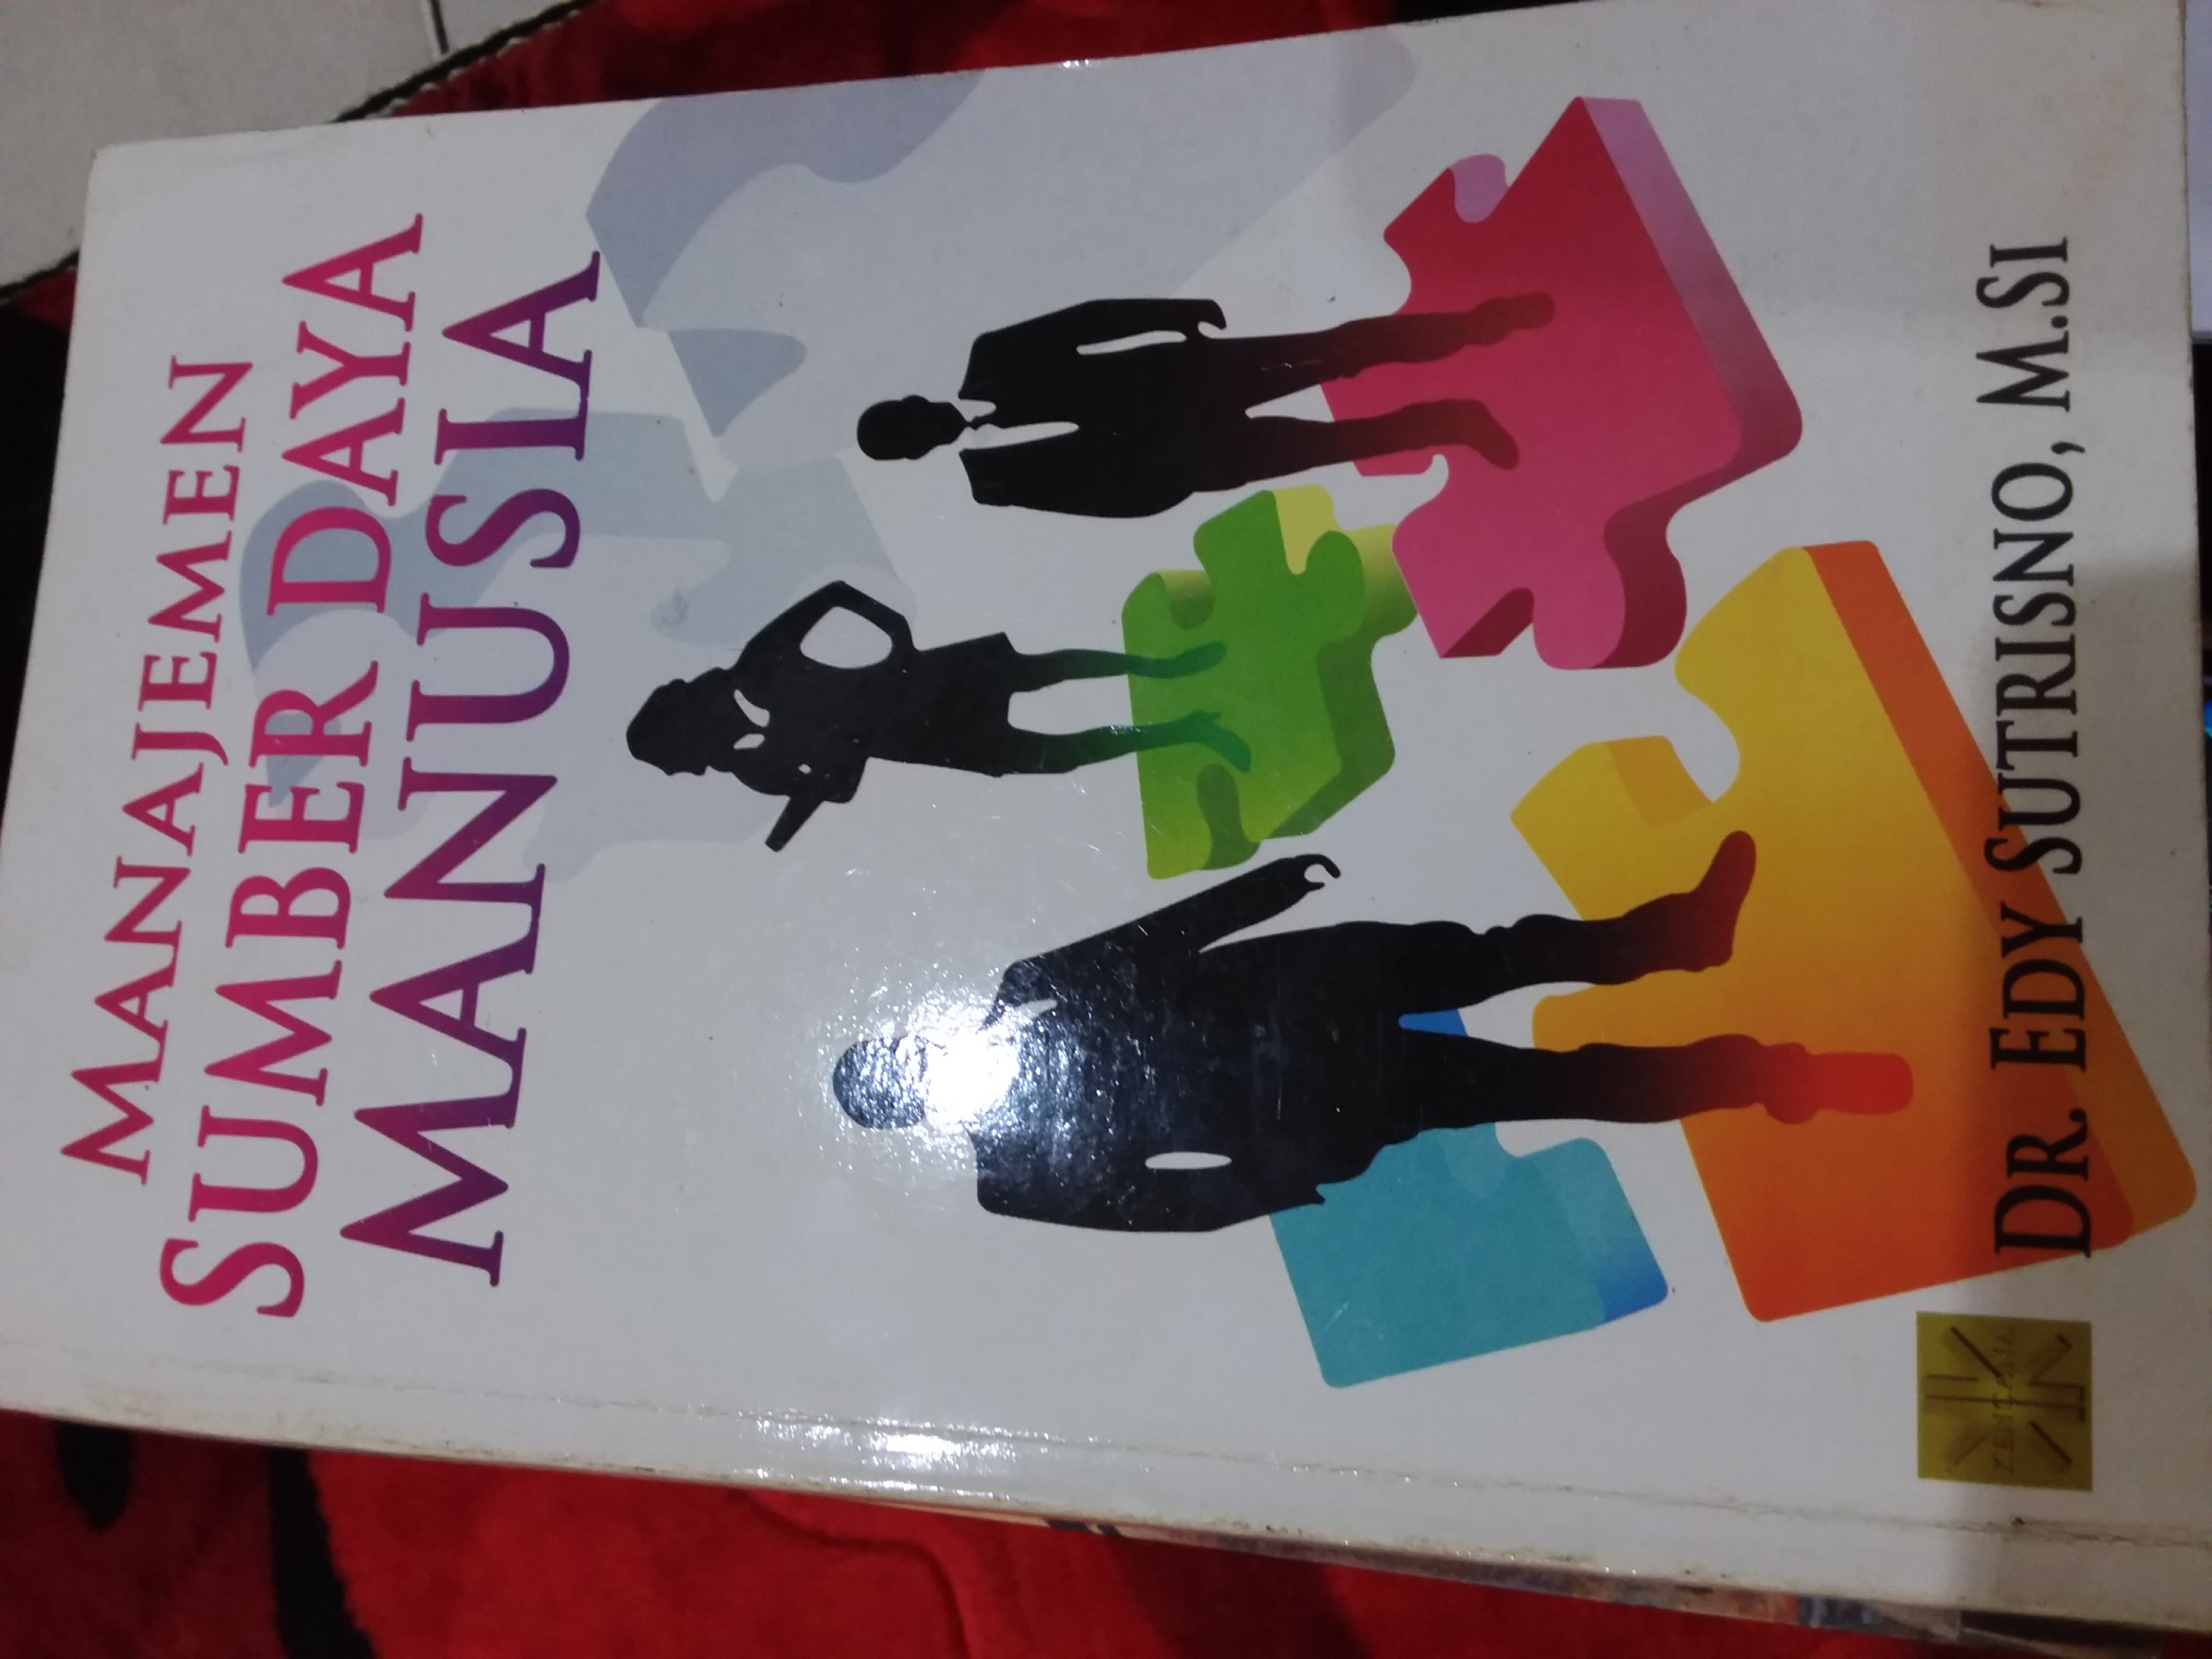 MANAJEMEN
SUMBER DAYA
MANUSIA
DR. EDY SUTRISNO, M.SI